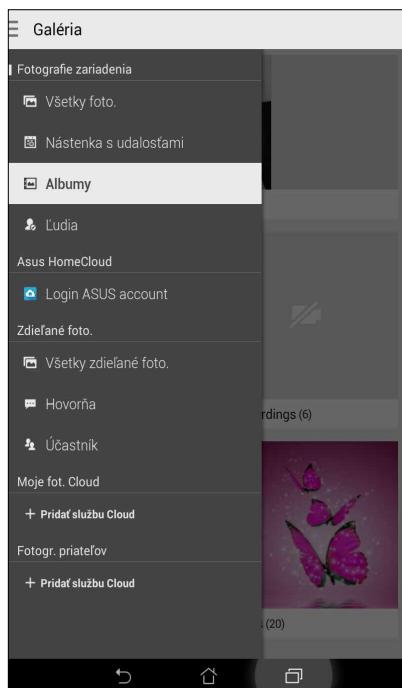 Galéria
Fotografie zariadenia
Všetky foto.
Nástenka s udalosťami
Albumy
Ľudia
Asus HomeCloud
Login ASUS account
Zdieľané foto.
Všetky zdieľané foto.
Hovorňa
rdings (6)
Účastník
Moje fot. Cloud
+ Pridať službu Cloud
Fotogr. priateľov
+ Pridať službu Cloud
(20)